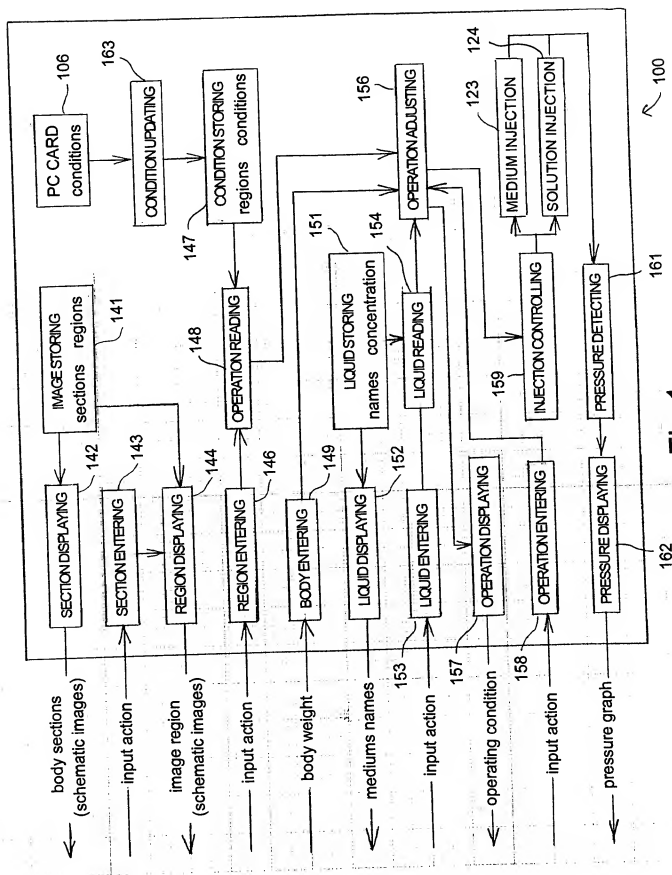 PC CARD
conditions
106
CONDITION UPDATING
163
CONDITION STORING
regions conditions
147
IMAGE STORING
sections regions
141
SECTION DISPLAYING
142
SECTION ENTERING
143
REGION DISPLAYING
144
REGION ENTERING
146
OPERATION READING
148
BODY ENTERING
149
LIQUID STORING
names concentration
151
LIQUID DISPLAYING
152
LIQUID ENTERING
153
LIQUID READING
154
OPERATION ADJUSTING
156
OPERATION DISPLAYING
157
OPERATION ENTERING
158
INJECTION CONTROLLING
159
MEDIUM INJECTION
123
SOLUTION INJECTION
124
PRESSURE DETECTING
161
PRESSURE DISPLAYING
162
100
body sections
(schematic images)
input action
image region
(schematic images)
input action
body weight
mediums names
input action
operating condition
input action
pressure graph